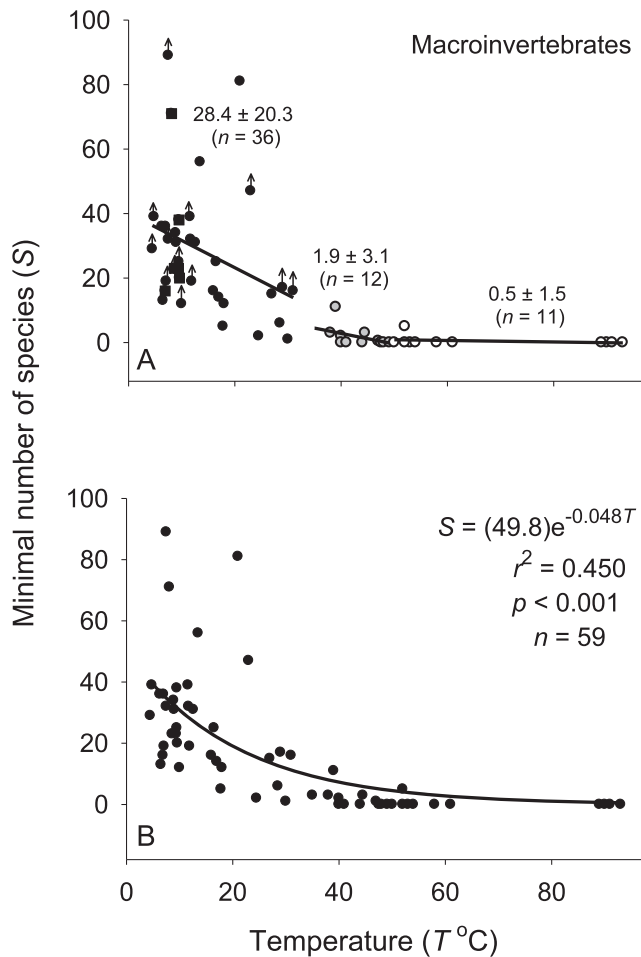 Macroinvertebrates
100
80
60
40
20
0
28.4 ± 20.3
(n = 36)
1.9 ± 3.1
(n = 12)
0.5 ± 1.5
(n = 11)
A
Minimal number of species (S)
100
80
60
40
20
0
S = (49.8)e^-0.048T
r² = 0.450
p < 0.001
n = 59
B
0 20 40 60 80
Temperature (T °C)